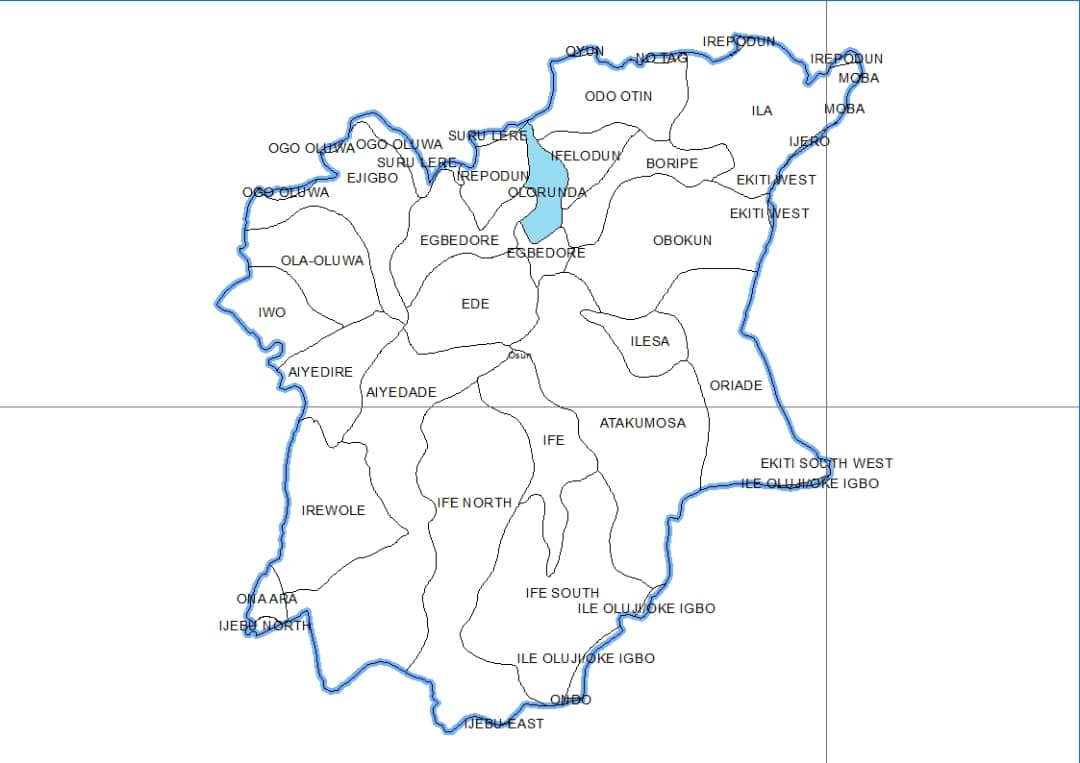 IREPODUN
OYUN
NO TAG
IREPODUN
MOBA
ODO OTIN
ILA
MOBA
SURU LERE
IJERO
OGO OLUWA
OGO OLUWA
IFELODUN
SURU LERE
BORIPE
EJIGBO
IREPODUN
EKITI WEST
OGO OLUWA
OLORUNDA
EKITI WEST
EGBEDORE
OBOKUN
EGBEDORE
OLA-OLUWA
EDE
IWO
ILESA
Osun
AIYEDIRE
ORIADE
AIYEDADE
ATAKUMOSA
IFE
EKITI SOUTH WEST
ILE OLUJI/OKE IGBO
IFE NORTH
IREWOLE
IFE SOUTH
ONA ARA
ILE OLUJI/OKE IGBO
IJEBU NORTH
ILE OLUJI/OKE IGBO
ONDO
IJEBU EAST